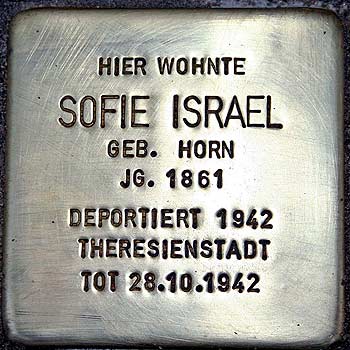 HIER WOHNTE
SOFIE ISRAEL
GEB. HORN
JG. 1861
DEPORTIERT 1942
THERESIENSTADT
TOT 28.10.1942